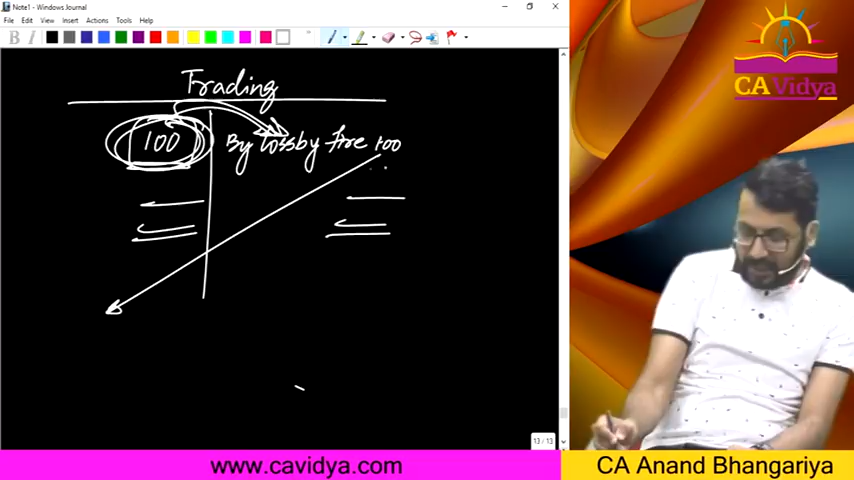 Note1 - Windows Journal
File Edit View Insert Actions Tools Help
B I
Trading
100 By loss by fire 100
13 / 13
CA Vidya
www.cavidya.com
CA Anand Bhangariya